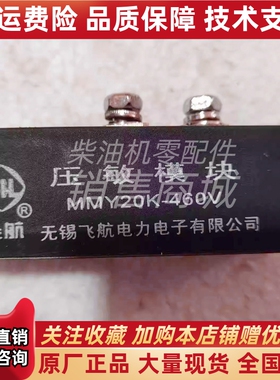 运费险 品质保障 技术支
柴油机零配件
销售商城
压敏模块
®
航
MMY20K-460V
无锡飞航电力电子有限公司
直销
咨询
关注收藏 加购本店铺赠送优
原厂正品 大量现货 全国发